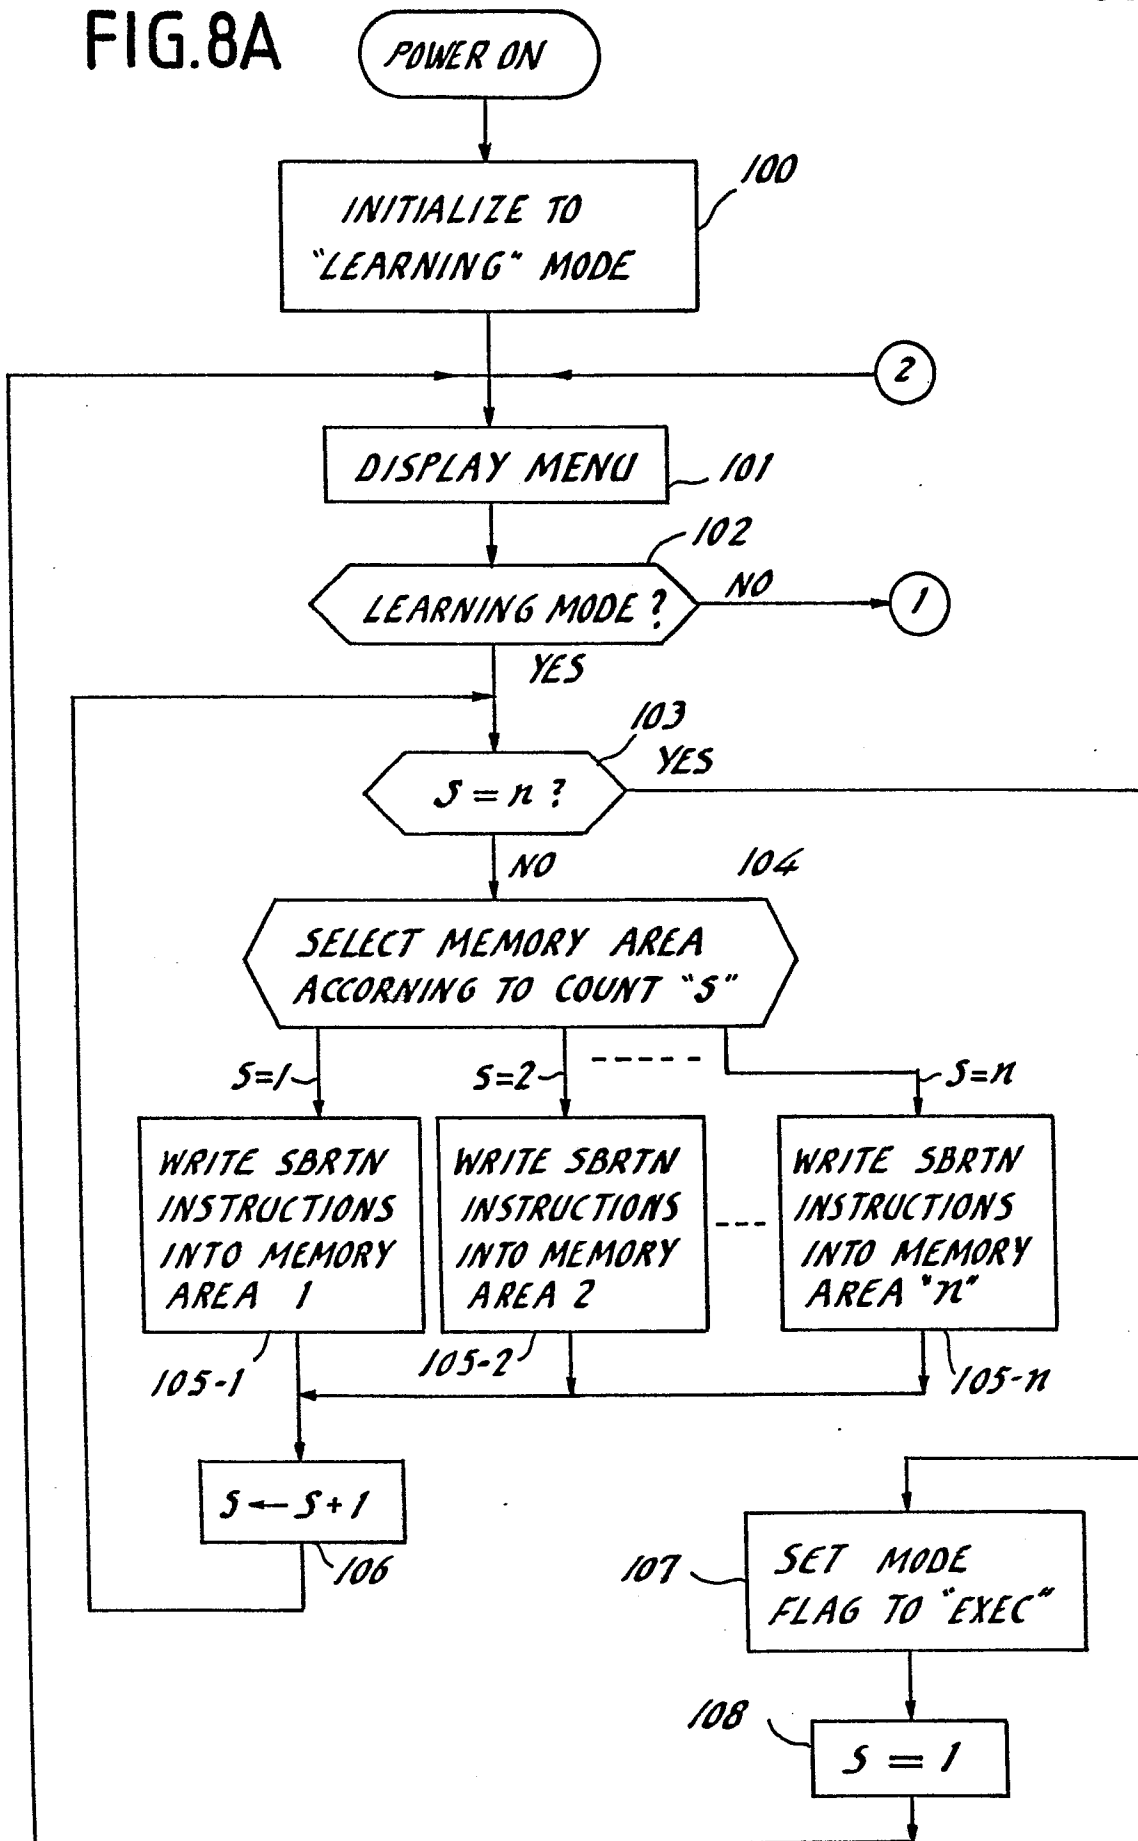 FIG.8A
POWER ON
100
INITIALIZE TO
"LEARNING" MODE
2
DISPLAY MENU
101
102
LEARNING MODE?
NO
1
YES
103
S = n ?
YES
NO
104
SELECT MEMORY AREA
ACCORNING TO COUNT "S"
S=1
S=2
S=n
WRITE SBRTN
INSTRUCTIONS
INTO MEMORY
AREA 1
WRITE SBRTN
INSTRUCTIONS
INTO MEMORY
AREA 2
WRITE SBRTN
INSTRUCTIONS
INTO MEMORY
AREA "n"
105-1
105-2
105-n
S ← S + 1
106
107
SET MODE
FLAG TO "EXEC"
108
S = 1